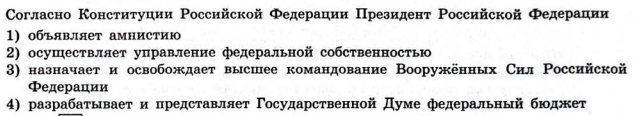 Согласно Конституции Российской Федерации Президент Российской Федерации
1) объявляет амнистию
2) осуществляет управление федеральной собственностью
3) назначает и освобождает высшее командование Вооружённых Сил Российской
Федерации
4) разрабатывает и представляет Государственной Думе федеральный бюджет